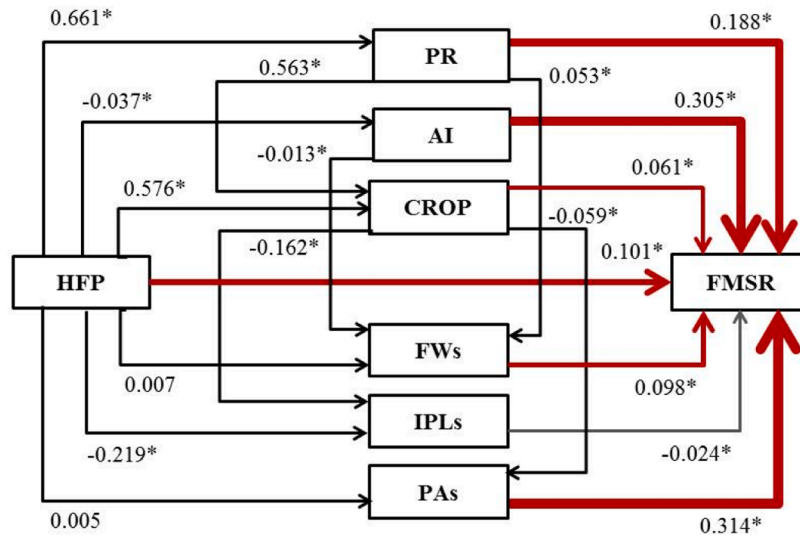 0.661*
PR
0.188*
0.563*
0.053*
-0.037*
AI
0.305*
-0.013*
0.576*
CROP
0.061*
-0.059*
-0.162*
0.101*
HFP
FMSR
FWs
0.007
0.098*
IPLs
-0.219*
-0.024*
PAs
0.005
0.314*